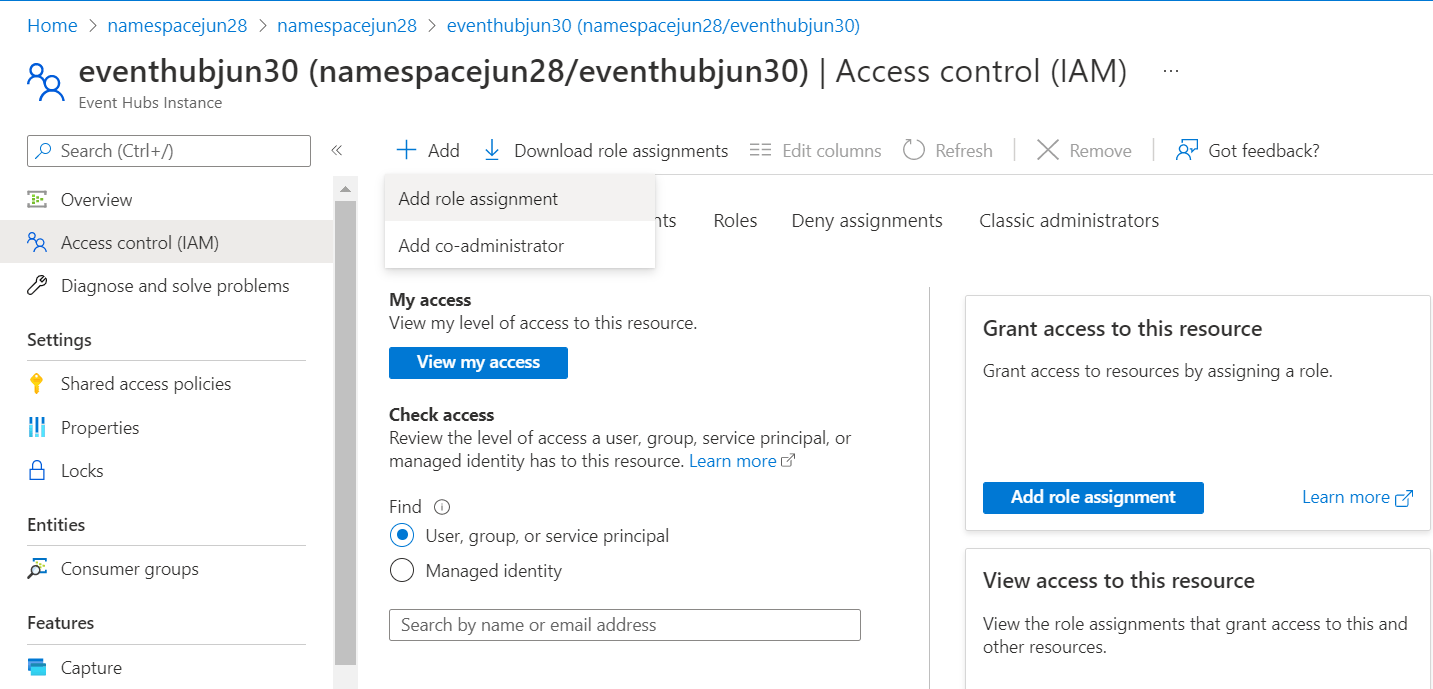 Home > namespacejun28 > namespacejun28 > eventhubjun30 (namespacejun28/eventhubjun30)
eventhubjun30 (namespacejun28/eventhubjun30) | Access control (IAM) ...
Event Hubs Instance
Search (Ctrl+/)
«
Add
Download role assignments
Edit columns
Refresh
Remove
Got feedback?
Overview
Access control (IAM)
Diagnose and solve problems
Settings
Shared access policies
Properties
Locks
Entities
Consumer groups
Features
Capture
Add role assignment
Add co-administrator
nts
Roles
Deny assignments
Classic administrators
My access
View my level of access to this resource.
View my access
Check access
Review the level of access a user, group, service principal, or
managed identity has to this resource. Learn more
Find
User, group, or service principal
Managed identity
Search by name or email address
Grant access to this resource
Grant access to resources by assigning a role.
Add role assignment
Learn more
View access to this resource
View the role assignments that grant access to this and
other resources.